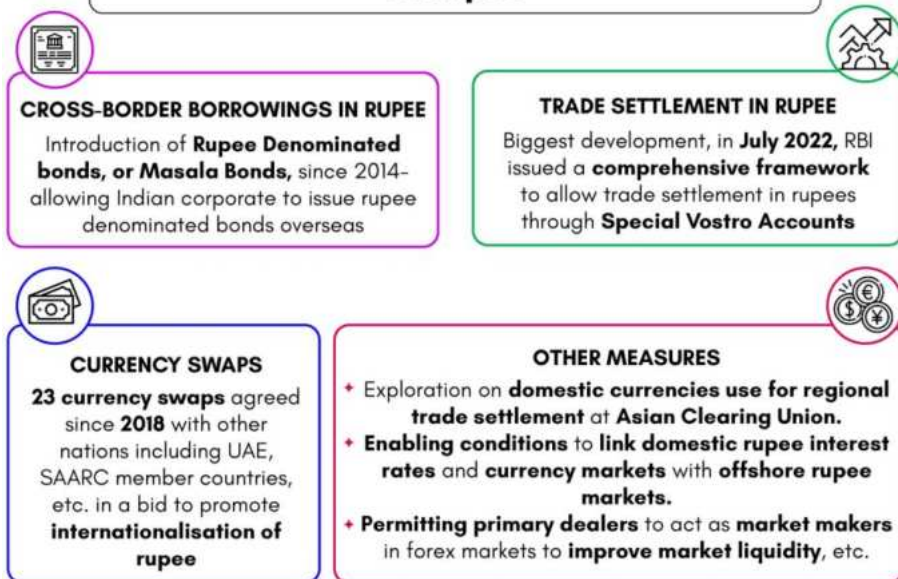 CROSS-BORDER BORROWINGS IN RUPEE
Introduction of Rupee Denominated
bonds, or Masala Bonds, since 2014-
allowing Indian corporate to issue rupee
denominated bonds overseas
TRADE SETTLEMENT IN RUPEE
Biggest development, in July 2022, RBI
issued a comprehensive framework
to allow trade settlement in rupees
through Special Vostro Accounts
CURRENCY SWAPS
23 currency swaps agreed
since 2018 with other
nations including UAE,
SAARC member countries,
etc. in a bid to promote
internationalisation of
rupee
OTHER MEASURES
✦ Exploration on domestic currencies use for regional
trade settlement at Asian Clearing Union.
✦ Enabling conditions to link domestic rupee interest
rates and currency markets with offshore rupee
markets.
✦ Permitting primary dealers to act as market makers
in forex markets to improve market liquidity, etc.